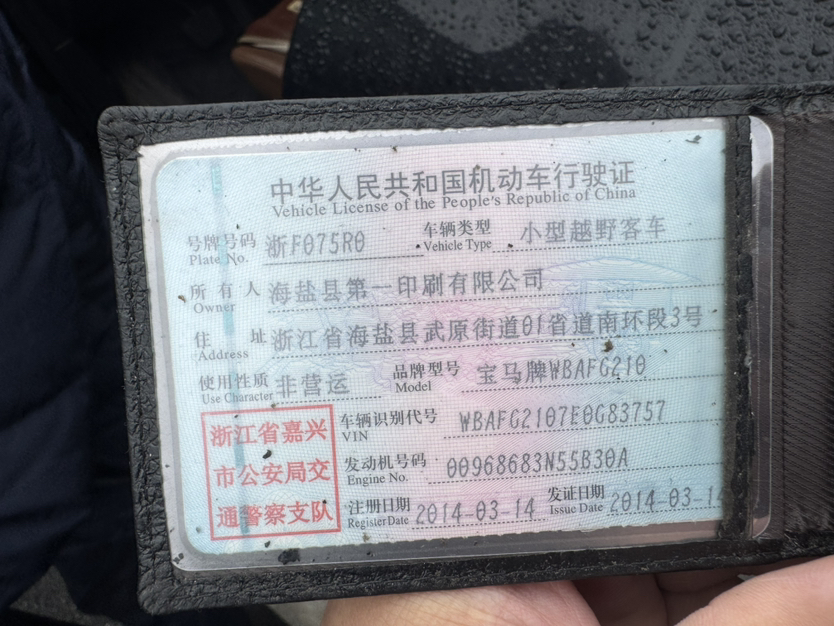 中华人民共和国机动车行驶证
Vehicle License of the People's Republic of China
号牌号码 浙F075R0 车辆类型 小型越野客车
Plate No. Vehicle Type
所有人 海盐县第一印刷有限公司
Owner
住址 浙江省海盐县武原街道01省道南环段3号
Address
使用性质 非营运 品牌型号 宝马牌WBAFG210
Use Character Model
浙江省嘉兴
市公安局交
通警察支队
车辆识别代号 WBAFG2107E0G83757
VIN
发动机号码 00968683N55B30A
Engine No.
注册日期 2014-03-14 发证日期 2014-03-14
Register Date Issue Date